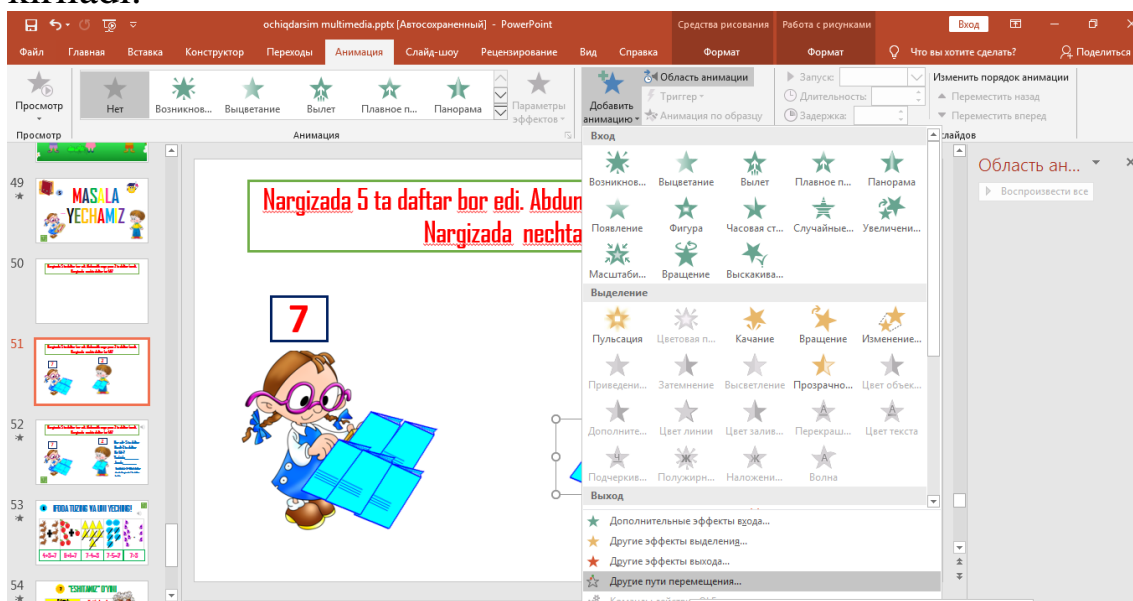 ochiqdarsim multimedia.pptx [Автосохраненный] - PowerPoint
Средства рисования
Работа с рисунками
Вход
Файл Главная Вставка Конструктор Переходы Анимация Слайд-шоу Рецензирование Вид Справка Формат Формат Что вы хотите сделать? Поделиться
Просмотр
Нет
Возникнов...
Выцветание
Вылет
Плавное п...
Панорама
Параметры эффектов
Добавить анимацию
Область анимации
Триггер
Анимация по образцу
Запуск:
Длительность:
Задержка:
Изменить порядок анимации
Переместить назад
Переместить вперед
Просмотр
Анимация
слайдов
Вход
Возникнов... Выцветание Вылет Плавное п... Панорама
Появление Фигура Часовая ст... Случайные... Увеличени...
Масштаби... Вращение Выскакива...
Выделение
Пульсация Цветовая п... Качание Вращение Изменение...
Приведени... Затемнение Высветление Прозрачно... Цвет объек...
Дополните... Цвет линии Цвет залив... Перекраш... Цвет текста
Подчеркив... Полужирн... Наложени... Волна
Выход
Дополнительные эффекты входа...
Другие эффекты выделения...
Другие эффекты выхода...
Другие пути перемещения...
Область ан...
Воспроизвести все
49
MASALA
YECHAMIZ
50
51
52
53
IFODA TUZING VA UNI YECHING!
54
"ESHITAMIZ" O'YINI
Nargizada 5 ta daftar bor edi. Abdun
Nargizada nechta
7